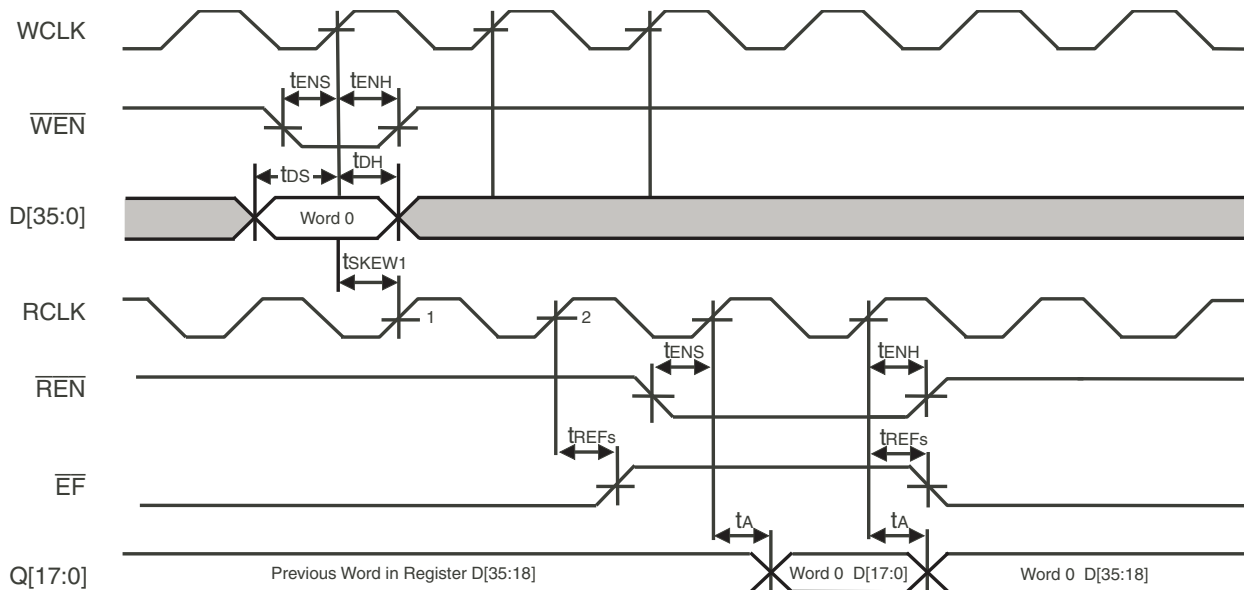 WCLK
tENS tENH
WEN
tDS tDH
D[35:0] Word 0
tSKEW1
RCLK 1 2
tENS tENH
REN
tREFs tREFs
EF
tA tA
Q[17:0] Previous Word in Register D[35:18] Word 0 D[17:0] Word 0 D[35:18]